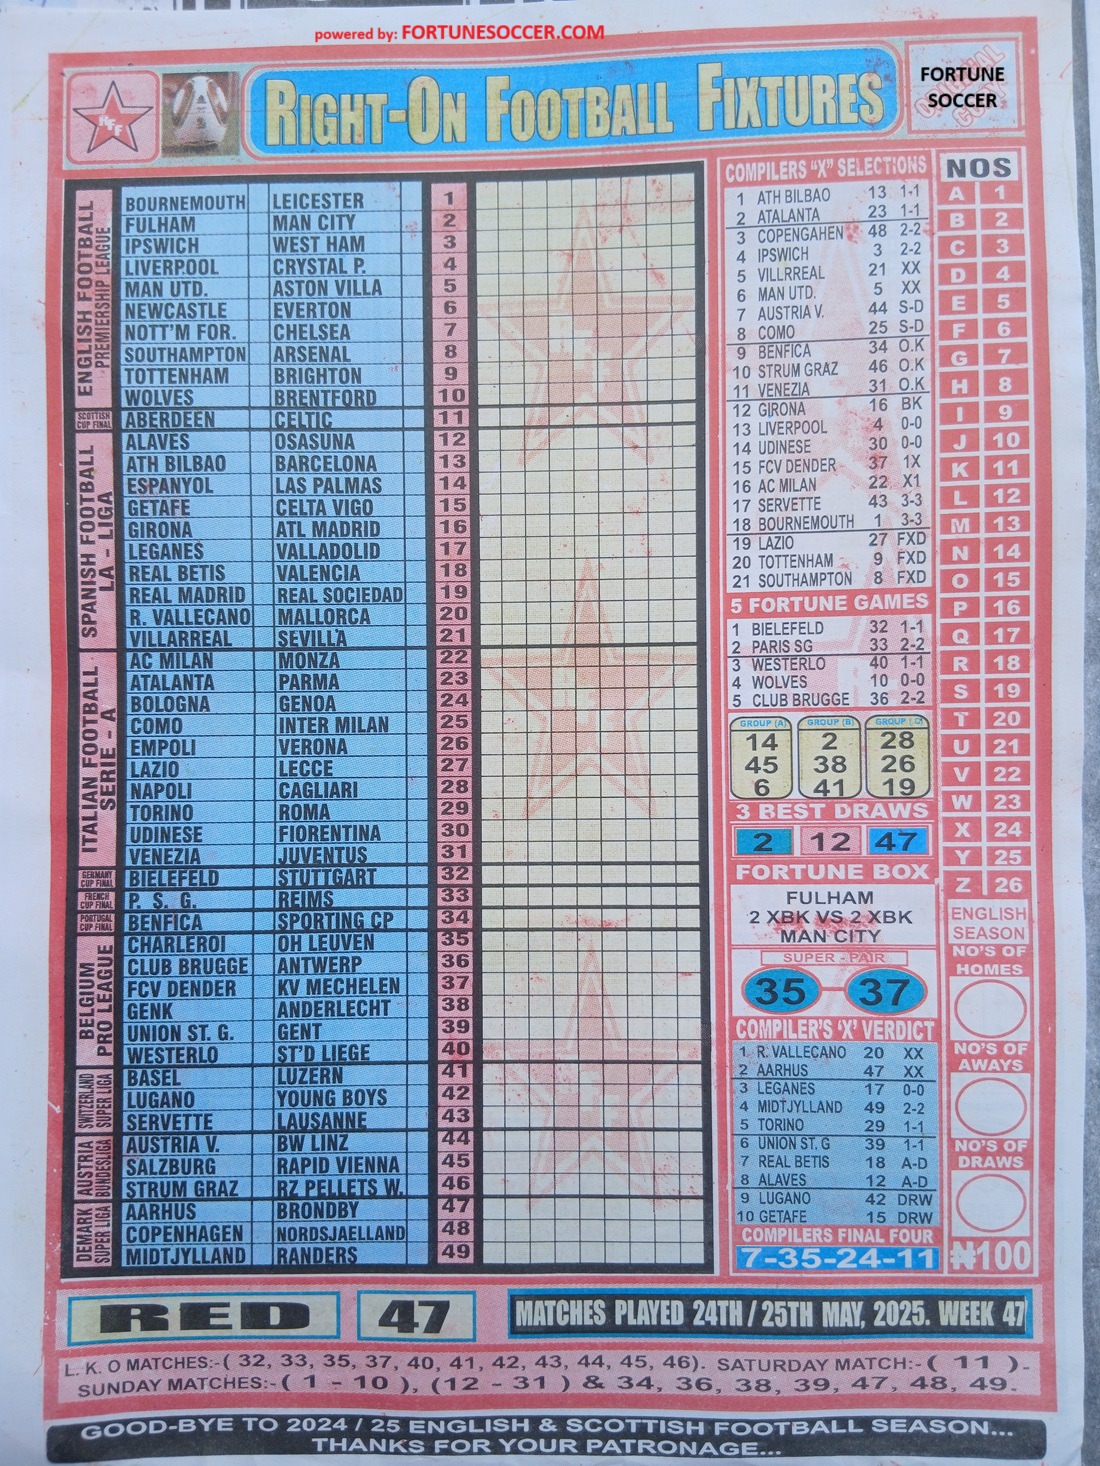 powered by: FORTUNESOCCER.COM
RIGHT-ON FOOTBALL FIXTURES
FORTUNE
SOCCER
ENGLISH FOOTBALL
PREMIERSHIP LEAGUE
BOURNEMOUTH LEICESTER 1
FULHAM MAN CITY 2
IPSWICH WEST HAM 3
LIVERPOOL CRYSTAL P. 4
MAN UTD. ASTON VILLA 5
NEWCASTLE EVERTON 6
NOTT'M FOR. CHELSEA 7
SOUTHAMPTON ARSENAL 8
TOTTENHAM BRIGHTON 9
WOLVES BRENTFORD 10
SCOTTISH
CUP FINAL
ABERDEEN CELTIC 11
SPANISH FOOTBALL
LA - LIGA
ALAVES OSASUNA 12
ATH BILBAO BARCELONA 13
ESPANYOL LAS PALMAS 14
GETAFE CELTA VIGO 15
GIRONA ATL MADRID 16
LEGANES VALLADOLID 17
REAL BETIS VALENCIA 18
REAL MADRID REAL SOCIEDAD 19
R. VALLECANO MALLORCA 20
VILLARREAL SEVILLA 21
ITALIAN FOOTBALL
SERIE - A
AC MILAN MONZA 22
ATALANTA PARMA 23
BOLOGNA GENOA 24
COMO INTER MILAN 25
EMPOLI VERONA 26
LAZIO LECCE 27
NAPOLI CAGLIARI 28
TORINO ROMA 29
UDINESE FIORENTINA 30
VENEZIA JUVENTUS 31
GERMANY
CUP FINAL
BIELEFELD STUTTGART 32
FRENCH
CUP FINAL
P. S. G. REIMS 33
PORTUGAL
CUP FINAL
BENFICA SPORTING CP 34
BELGIUM
PRO LEAGUE
CHARLEROI OH LEUVEN 35
CLUB BRUGGE ANTWERP 36
FCV DENDER KV MECHELEN 37
GENK ANDERLECHT 38
UNION ST. G. GENT 39
WESTERLO ST'D LIEGE 40
SWITZERLAND
SUPER LIGA
BASEL LUZERN 41
LUGANO YOUNG BOYS 42
SERVETTE LAUSANNE 43
AUSTRIA
BUNDESLIGA
AUSTRIA V. BW LINZ 44
SALZBURG RAPID VIENNA 45
STRUM GRAZ RZ PELLETS W. 46
DEMARK
SUPER LIGA
AARHUS BRONDBY 47
COPENHAGEN NORDSJAELLAND 48
MIDTJYLLAND RANDERS 49
COMPILERS "X" SELECTIONS
1 ATH BILBAO 13 1-1
2 ATALANTA 23 1-1
3 COPENGAHEN 48 2-2
4 IPSWICH 3 2-2
5 VILLRREAL 21 XX
6 MAN UTD. 5 XX
7 AUSTRIA V. 44 S-D
8 COMO 25 S-D
9 BENFICA 34 O.K
10 STRUM GRAZ 46 O.K
11 VENEZIA 31 O.K
12 GIRONA 16 BK
13 LIVERPOOL 4 0-0
14 UDINESE 30 0-0
15 FCV DENDER 37 1X
16 AC MILAN 22 X1
17 SERVETTE 43 3-3
18 BOURNEMOUTH 1 3-3
19 LAZIO 27 FXD
20 TOTTENHAM 9 FXD
21 SOUTHAMPTON 8 FXD
5 FORTUNE GAMES
1 BIELEFELD 32 1-1
2 PARIS SG 33 2-2
3 WESTERLO 40 1-1
4 WOLVES 10 0-0
5 CLUB BRUGGE 36 2-2
GROUP (A) GROUP (B) GROUP (C)
14 2 28
45 38 26
6 41 19
3 BEST DRAWS
2 12 47
FORTUNE BOX
FULHAM
2 XBK VS 2 XBK
MAN CITY
SUPER - PAIR
35 - 37
COMPILER'S 'X' VERDICT
1 R. VALLECANO 20 XX
2 AARHUS 47 XX
3 LEGANES 17 0-0
4 MIDTJYLLAND 49 2-2
5 TORINO 29 1-1
6 UNION ST. G 39 1-1
7 REAL BETIS 18 A-D
8 ALAVES 12 A-D
9 LUGANO 42 DRW
10 GETAFE 15 DRW
COMPILERS FINAL FOUR
7-35-24-11
NOS
A 1
B 2
C 3
D 4
E 5
F 6
G 7
H 8
I 9
J 10
K 11
L 12
M 13
N 14
O 15
P 16
Q 17
R 18
S 19
T 20
U 21
V 22
W 23
X 24
Y 25
Z 26
ENGLISH
SEASON
NO'S OF
HOMES
NO'S OF
AWAYS
NO'S OF
DRAWS
₦100
RED 47 MATCHES PLAYED 24TH / 25TH MAY, 2025. WEEK 47
L. K. O MATCHES:-( 32, 33, 35, 37, 40, 41, 42, 43, 44, 45, 46). SATURDAY MATCH:- ( 11 ).
SUNDAY MATCHES:- ( 1 - 10 ), (12 - 31 ) & 34, 36, 38, 39, 47, 48, 49.
GOOD-BYE TO 2024 / 25 ENGLISH & SCOTTISH FOOTBALL SEASON...
THANKS FOR YOUR PATRONAGE...